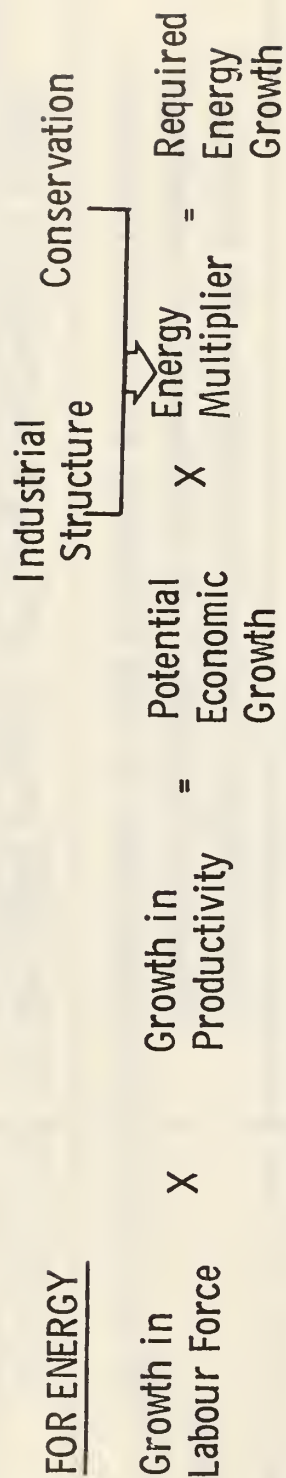 FOR ENERGY
Industrial
Structure
Conservation
Growth in
Labour Force
X
Growth in
Productivity
=
Potential
Economic
Growth
X
Energy
Multiplier
=
Required
Energy
Growth